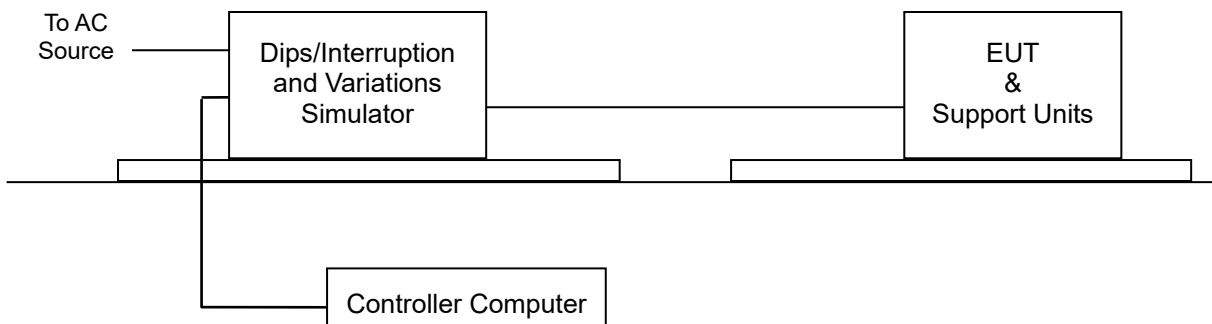 To AC
Source
Dips/Interruption
and Variations
Simulator
EUT
&
Support Units
Controller Computer